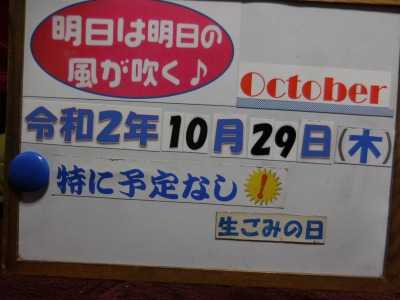 明日は明日の
風が吹く♪
October
令和2年10月29日(木)
特に予定なし!
生ごみの日